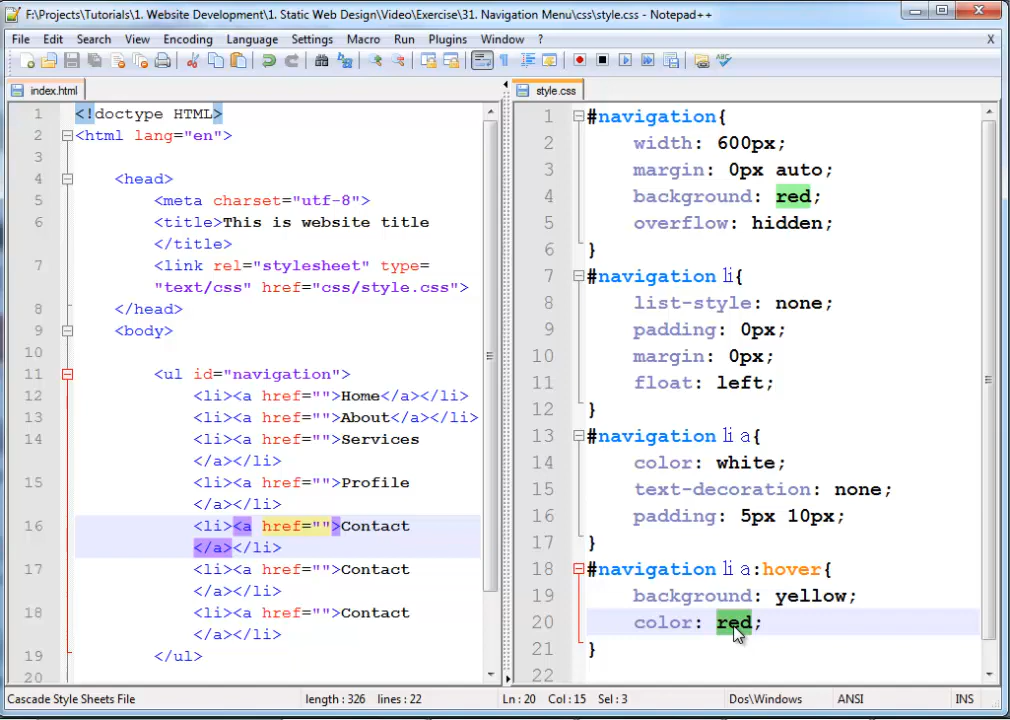 F:\Projects\Tutorials\1. Website Development\1. Static Web Design\Video\Exercise\31. Navigation Menu\css\style.css - Notepad++
File Edit Search View Encoding Language Settings Macro Run Plugins Window ? X
index.html
1 <!doctype HTML>
2 <html lang="en">
3
4 <head>
5 <meta charset="utf-8">
6 <title>This is website title
</title>
7 <link rel="stylesheet" type=
"text/css" href="css/style.css">
8 </head>
9 <body>
10
11 <ul id="navigation">
12 <li><a href="">Home</a></li>
13 <li><a href="">About</a></li>
14 <li><a href="">Services
</a></li>
15 <li><a href="">Profile
</a></li>
16 <li><a href="">Contact
</a></li>
17 <li><a href="">Contact
</a></li>
18 <li><a href="">Contact
</a></li>
19 </ul>
20
style.css
1 #navigation{
2 width: 600px;
3 margin: 0px auto;
4 background: red;
5 overflow: hidden;
6 }
7 #navigation li{
8 list-style: none;
9 padding: 0px;
10 margin: 0px;
11 float: left;
12 }
13 #navigation li a{
14 color: white;
15 text-decoration: none;
16 padding: 5px 10px;
17 }
18 #navigation li a:hover{
19 background: yellow;
20 color: red;
21 }
22
Cascade Style Sheets File length : 326 lines : 22 Ln : 20 Col : 15 Sel : 3 Dos\Windows ANSI INS